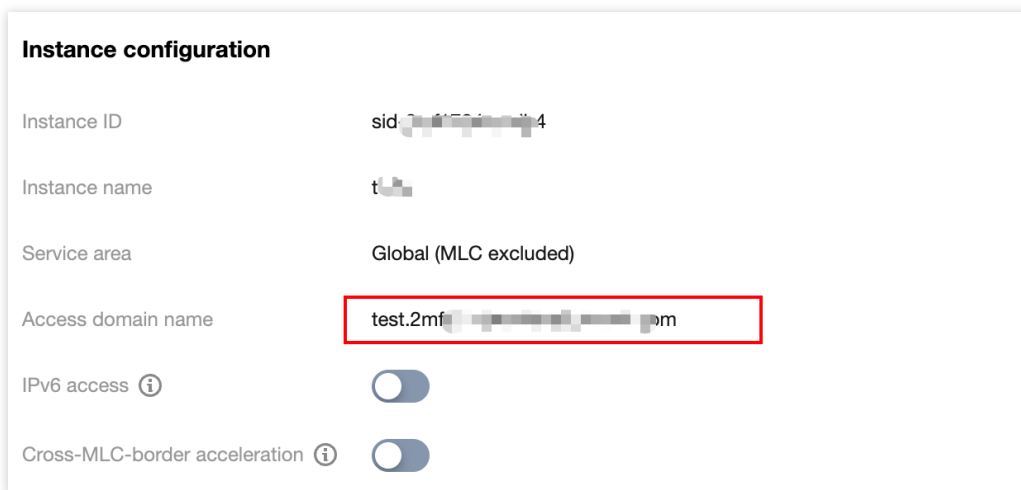 Instance configuration
Instance ID
Instance name
Service area Global (MLC excluded)
Access domain name
IPv6 access
Cross-MLC-border acceleration